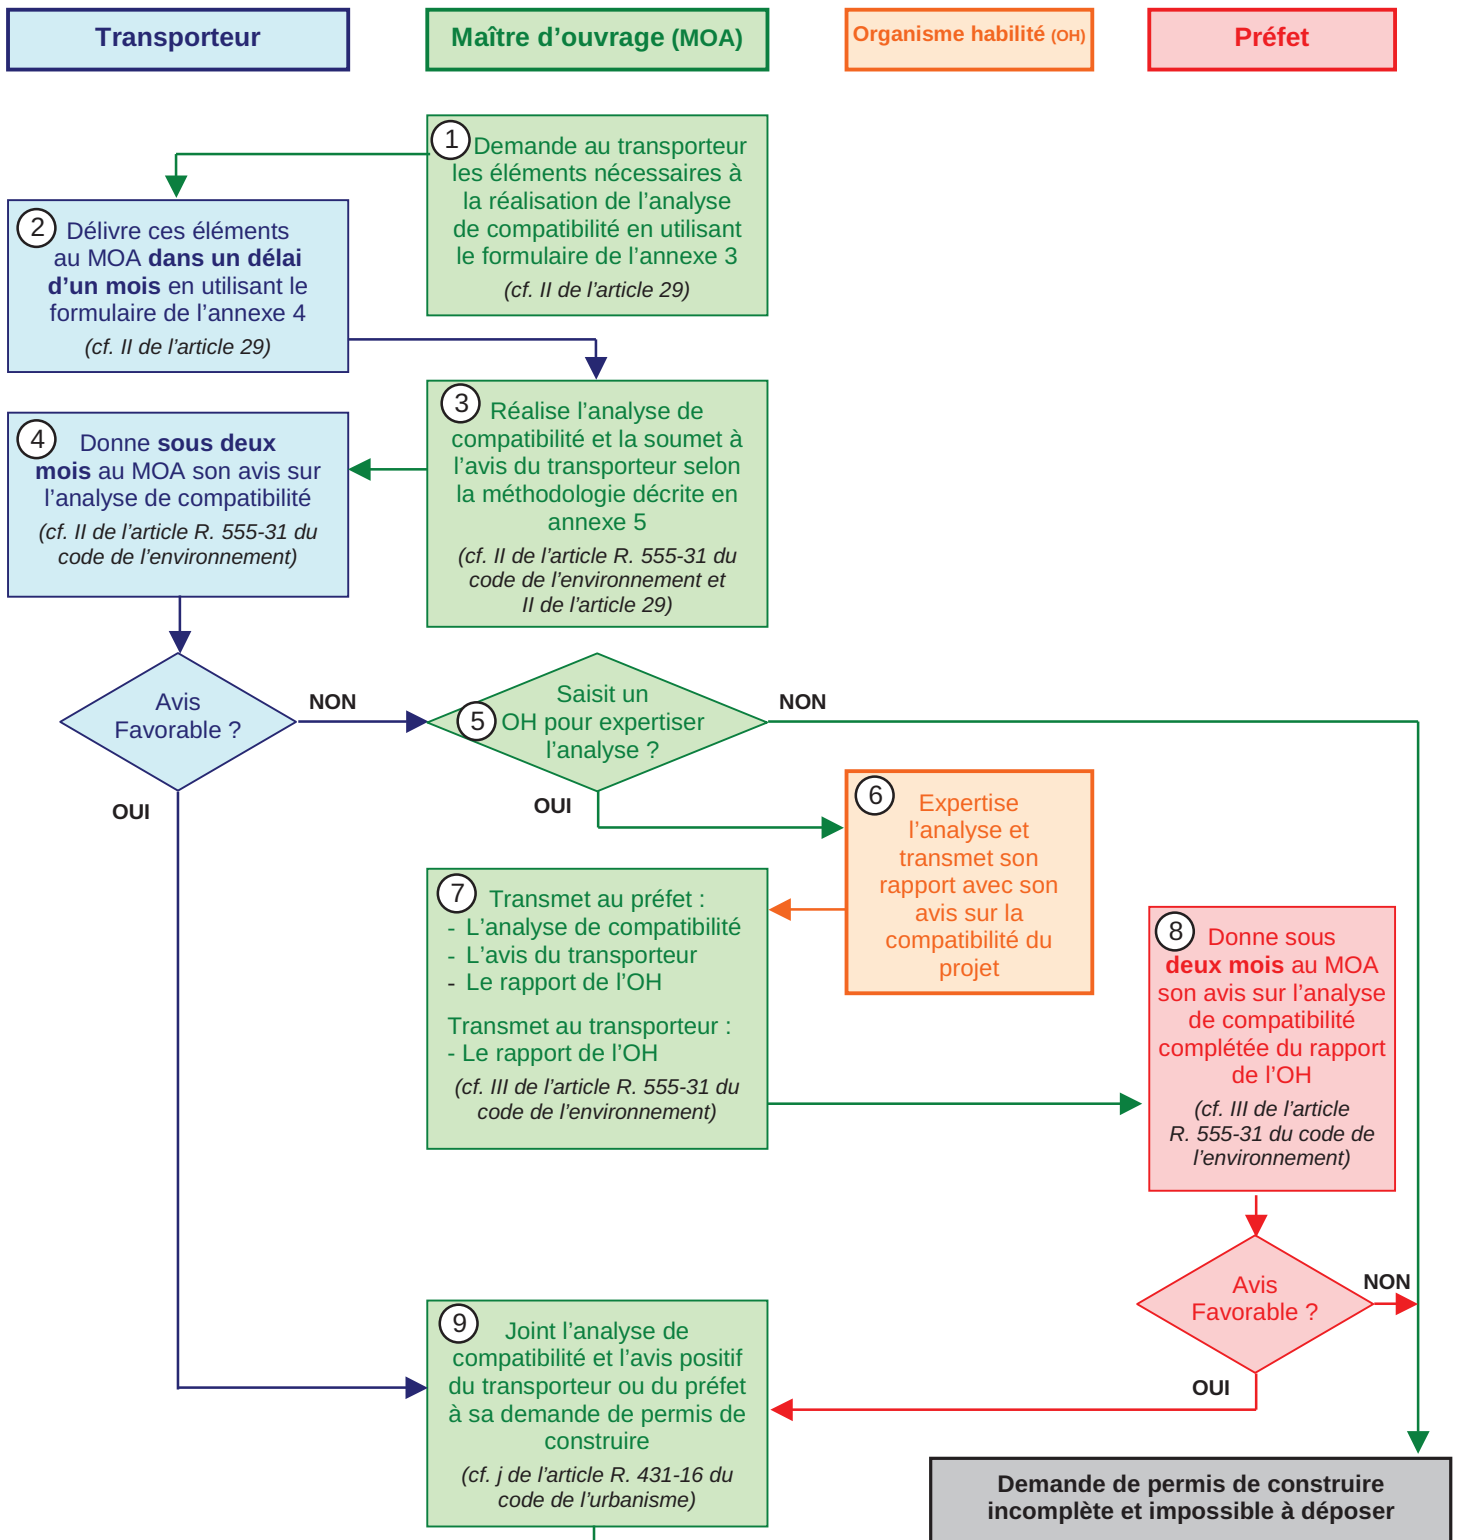 Transporteur
Maître d’ouvrage (MOA)
Organisme habilité (OH)
Préfet
1
Demande au transporteur
les éléments nécessaires à
la réalisation de l’analyse
de compatibilité en utilisant
le formulaire de l’annexe 3
(cf. II de l’article 29)
2
Délivre ces éléments
au MOA dans un délai
d’un mois en utilisant le
formulaire de l’annexe 4
(cf. II de l’article 29)
3
Réalise l’analyse de
compatibilité et la soumet à
l’avis du transporteur selon
la méthodologie décrite en
annexe 5
(cf. II de l’article R. 555-31 du
code de l’environnement et
II de l’article 29)
4
Donne sous deux
mois au MOA son avis sur
l’analyse de compatibilité
(cf. II de l’article R. 555-31 du
code de l’environnement)
Avis
Favorable ?
NON
OUI
5
Saisit un
OH pour expertiser
l’analyse ?
NON
OUI
6
Expertise
l’analyse et
transmet son
rapport avec son
avis sur la
compatibilité du
projet
7
Transmet au préfet :
- L’analyse de compatibilité
- L’avis du transporteur
- Le rapport de l’OH
Transmet au transporteur :
- Le rapport de l’OH
(cf. III de l’article R. 555-31 du
code de l’environnement)
8
Donne sous
deux mois au MOA
son avis sur l’analyse
de compatibilité
complétée du rapport
de l’OH
(cf. III de l’article
R. 555-31 du code de
l’environnement)
Avis
Favorable ?
NON
OUI
9
Joint l’analyse de
compatibilité et l’avis positif
du transporteur ou du préfet
à sa demande de permis de
construire
(cf. j de l’article R. 431-16 du
code de l’urbanisme)
Demande de permis de construire
incomplète et impossible à déposer